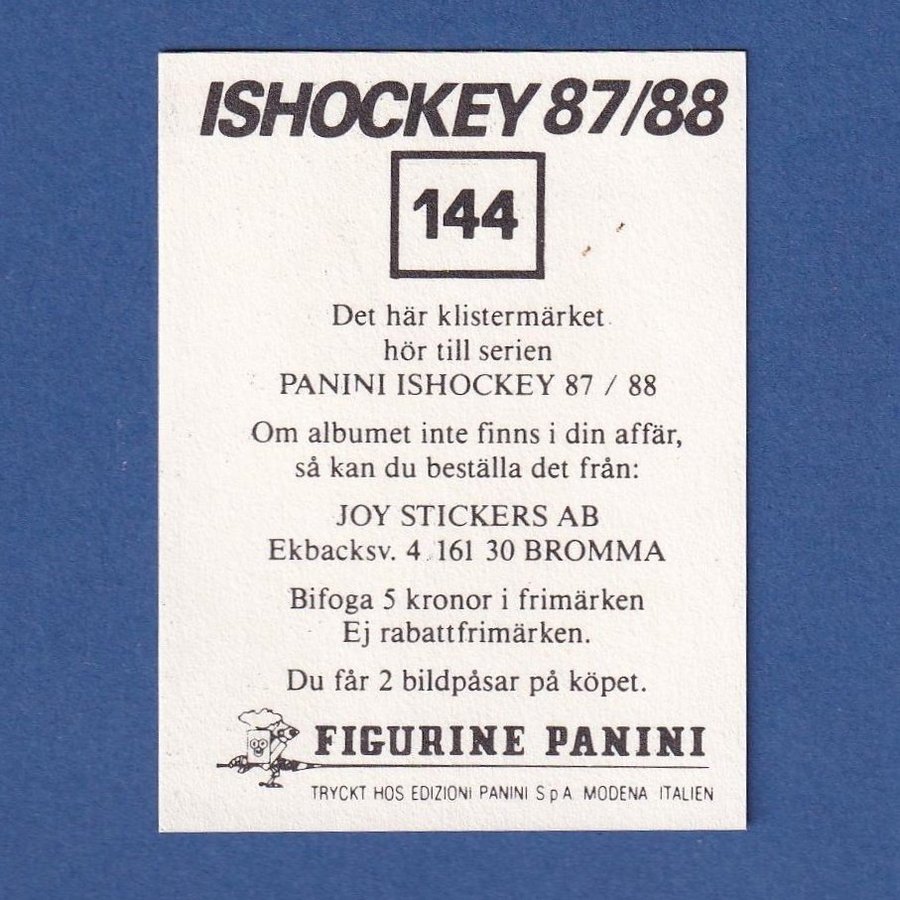 ISHOCKEY 87/88
144
Det här klistermärket
hör till serien
PANINI ISHOCKEY 87 / 88
Om albumet inte finns i din affär,
så kan du beställa det från:
JOY STICKERS AB
Ekbacksv. 4 161 30 BROMMA
Bifoga 5 kronor i frimärken
Ej rabattfrimärken.
Du får 2 bildpåsar på köpet.
FIGURINE PANINI
TRYCKT HOS EDIZIONI PANINI S p A MODENA ITALIEN